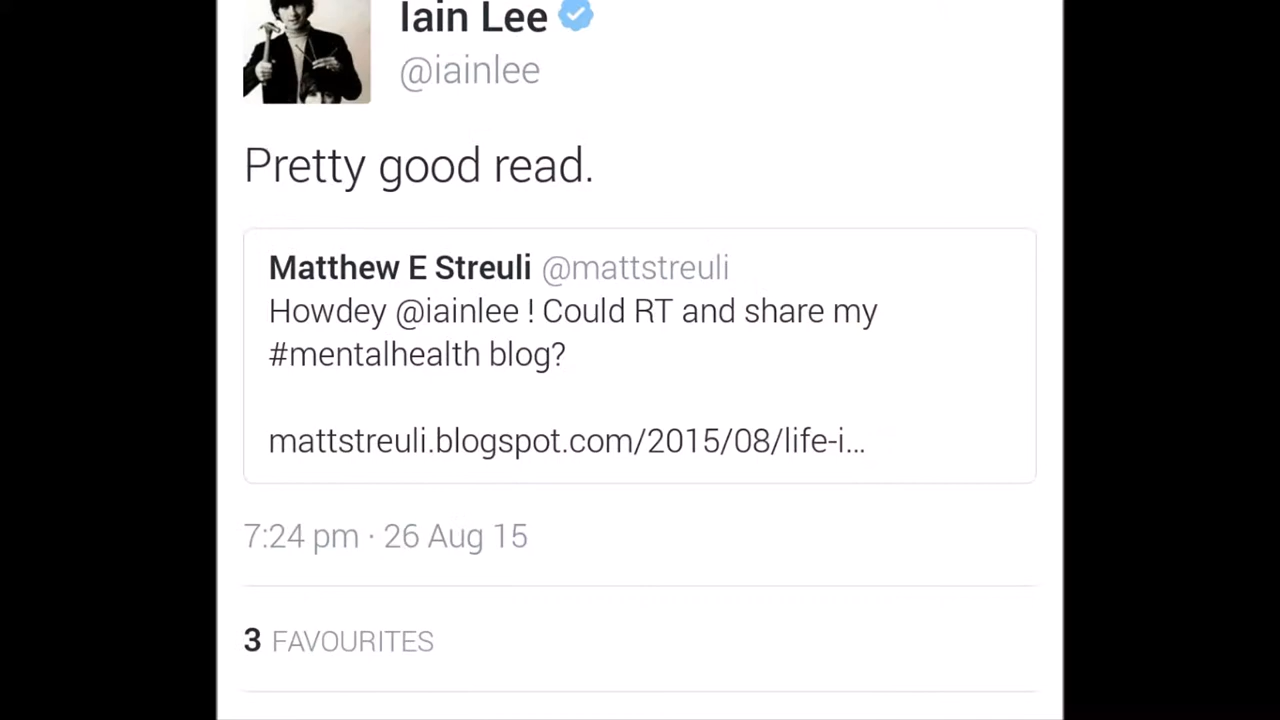 Iain Lee
@iainlee
Pretty good read.
Matthew E Streuli @mattstreuli
Howdey @iainlee ! Could RT and share my
#mentalhealth blog?
mattstreuli.blogspot.com/2015/08/life-i...
7:24 pm · 26 Aug 15
3 FAVOURITES